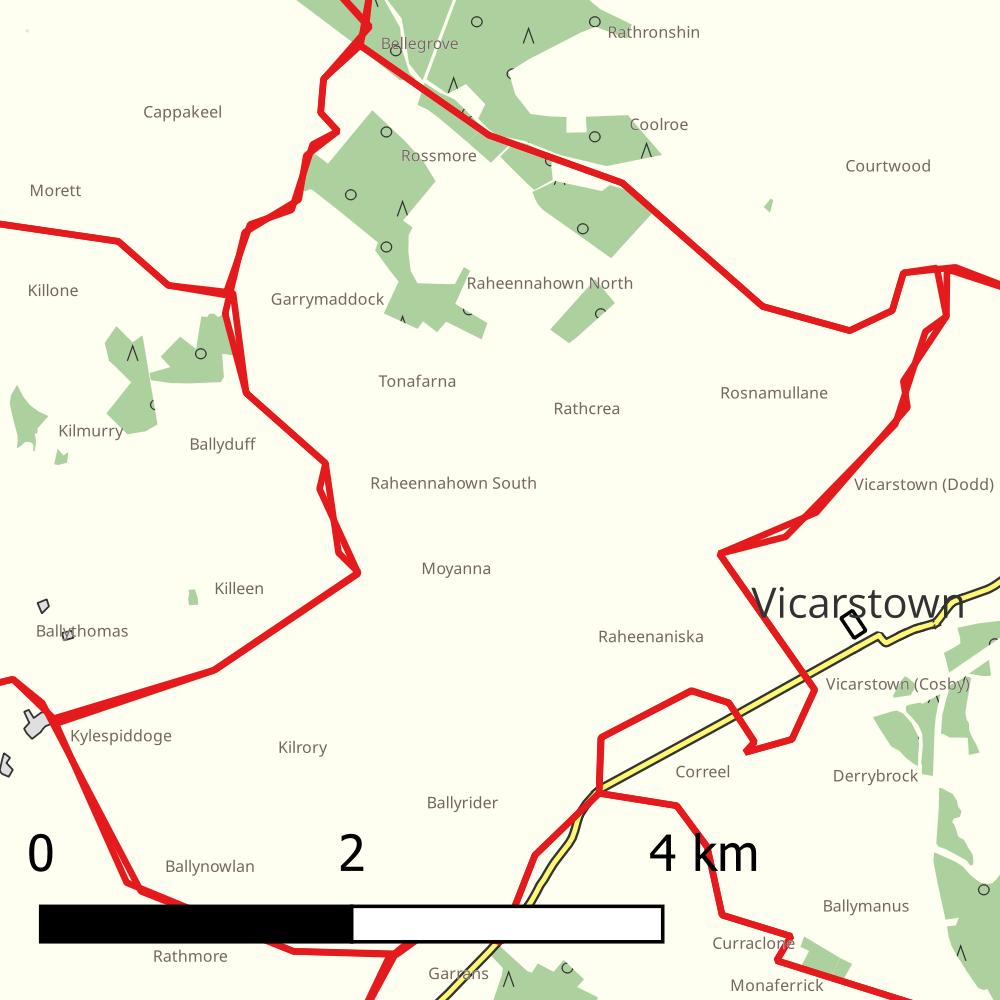 Rathronshin
Bellegrove
Cappakeel
Coolroe
Rossmore
Courtwood
Morett
Raheennahown North
Killone
Garrymaddock
Tonafarna
Rosnamullane
Rathcrea
Kilmurry
Ballyduff
Raheennahown South
Vicarstown (Dodd)
Moyanna
Killeen
Vicarstown
Ballythomas
Raheenaniska
Vicarstown (Cosby)
Kylespiddoge
Kilrory
Correel
Derrybrock
Ballyrider
0 2 4 km
Ballynowlan
Ballymanus
Curraclone
Rathmore
Garrans
Monaferrick